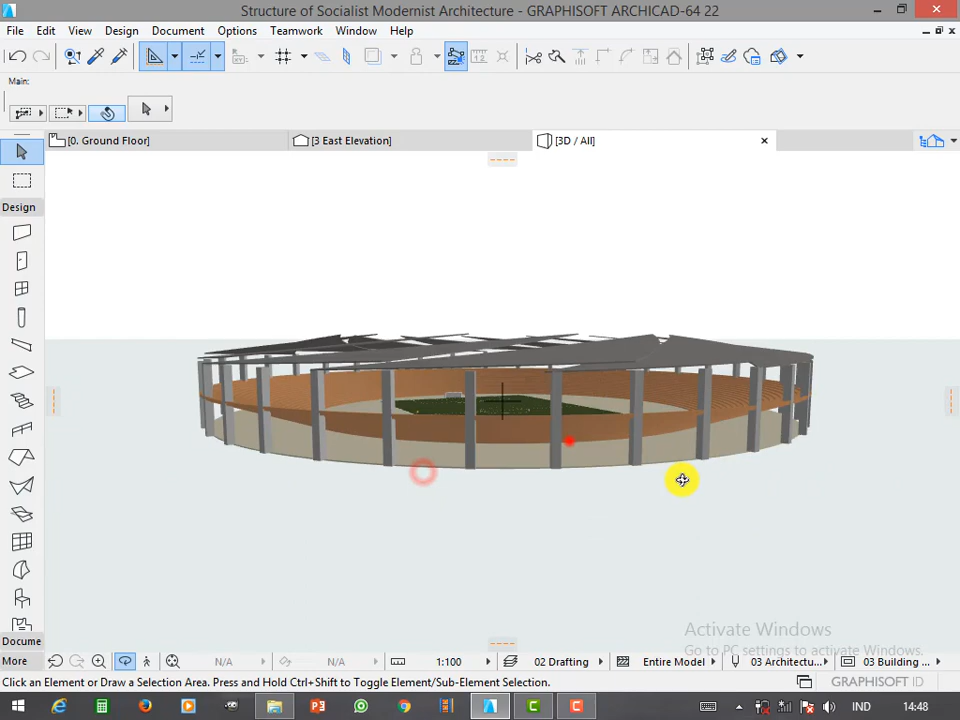 Structure of Socialist Modernist Architecture - GRAPHISOFT ARCHICAD-64 22
File Edit View Design Document Options Teamwork Window Help
Main:
[0. Ground Floor] [3 East Elevation] [3D / All]
Design
Activate Windows
Go to PC settings to activate Windows.
Docume
More N/A N/A 1:100 02 Drafting Entire Model 03 Architectu... 03 Building ...
Click an Element or Draw a Selection Area. Press and Hold Ctrl+Shift to Toggle Element/Sub-Element Selection.
GRAPHISOFT ID
IND 14:48